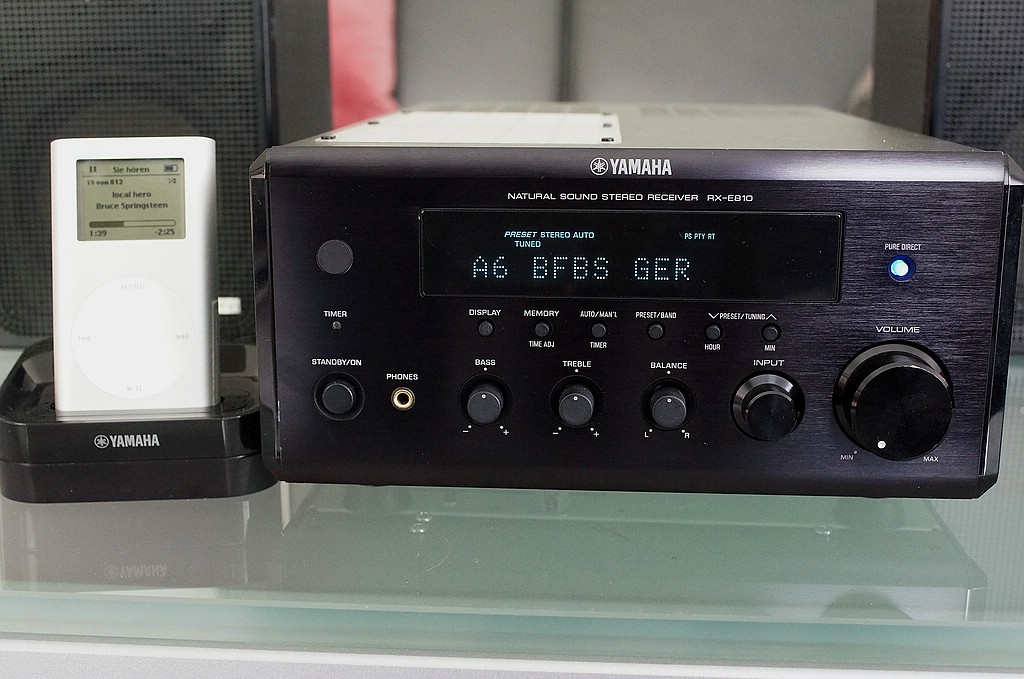 Sie hören
von 812
local hero
Bruce Springsteen
1:39 -2:25
MENU
YAMAHA
YAMAHA
NATURAL SOUND STEREO RECEIVER RX-E810
PRESET STEREO AUTO PS PTY RT
TUNED
A6 BFBS GER
PURE DIRECT
TIMER
DISPLAY MEMORY AUTO/MAN'L PRESET/BAND PRESET/TUNING
TIME ADJ TIMER HOUR MIN
VOLUME
STANDBY/ON
PHONES
BASS TREBLE BALANCE INPUT
- + - + L R
MIN MAX